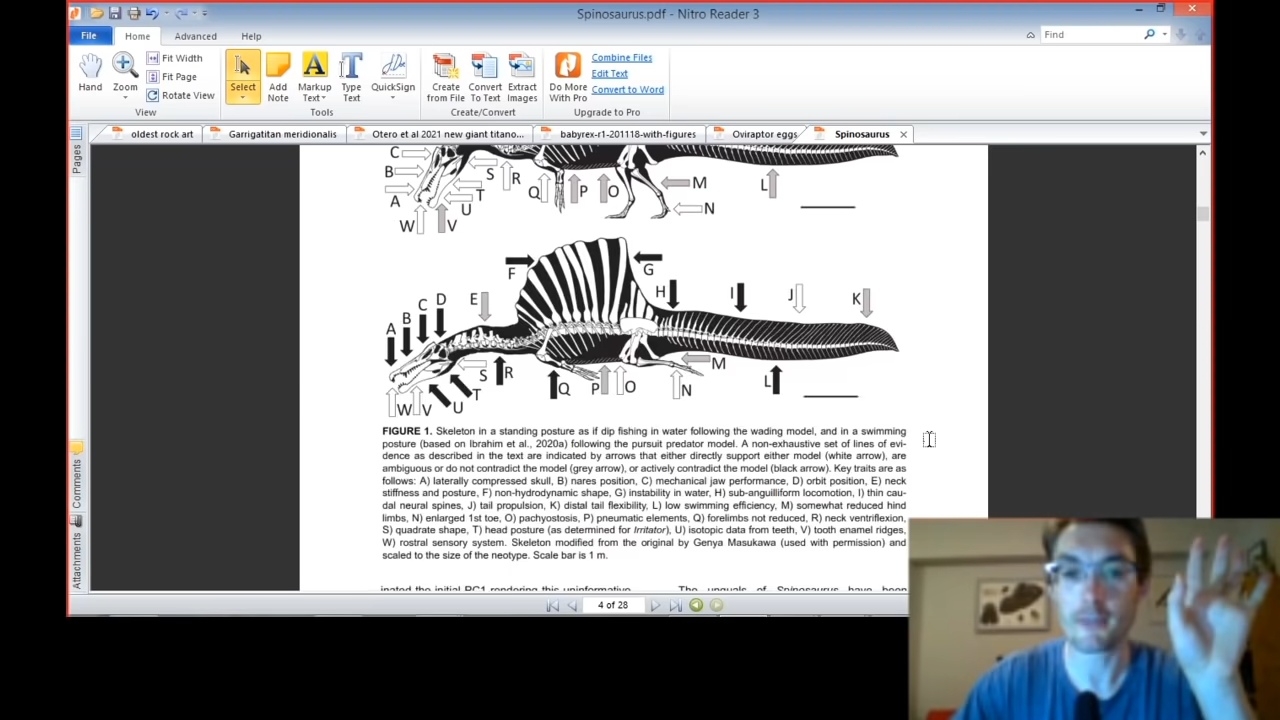 Spinosaurus.pdf - Nitro Reader 3
File
Home
Advanced
Help
Find
Hand
Zoom
Fit Width
Fit Page
Rotate View
View
Select
Add
Note
Markup
Text
Type
Text
QuickSign
Tools
Create
from File
Convert
To Text
Extract
Images
Create/Convert
Do More
With Pro
Combine Files
Edit Text
Convert to Word
Upgrade to Pro
oldest rock art
Garrigatitan meridionalis
Otero et al 2021 new giant titano...
babyrex-r1-201118-with-figures
Oviraptor eggs
Spinosaurus
Pages
C
B
A
W
V
U
T
S
R
Q
P
O
M
N
L
F
G
H
I
J
K
E
D
C
B
A
S
R
Q
P
O
M
N
L
W
V
U
T
FIGURE 1. Skeleton in a standing posture as if dip fishing in water following the wading model, and in a swimming
posture (based on Ibrahim et al., 2020a) following the pursuit predator model. A non-exhaustive set of lines of evi-
dence as described in the text are indicated by arrows that either directly support either model (white arrow), are
ambiguous or do not contradict the model (grey arrow), or actively contradict the model (black arrow). Key traits are as
follows: A) laterally compressed skull, B) nares position, C) mechanical jaw performance, D) orbit position, E) neck
stiffness and posture, F) non-hydrodynamic shape, G) instability in water, H) sub-anguilliform locomotion, I) thin cau-
dal neural spines, J) tail propulsion, K) distal tail flexibility, L) low swimming efficiency, M) somewhat reduced hind
limbs, N) enlarged 1st toe, O) pachyostosis, P) pneumatic elements, Q) forelimbs not reduced, R) neck ventriflexion,
S) quadrate shape, T) head posture (as determined for Irritator), U) isotopic data from teeth, V) tooth enamel ridges,
W) rostral sensory system. Skeleton modified from the original by Genya Masukawa (used with permission) and
scaled to the size of the neotype. Scale bar is 1 m.
inated the initial RC1 rendering this uninformative
The unguals of Spinosaurus have been
Comments
Attachments
4 of 28